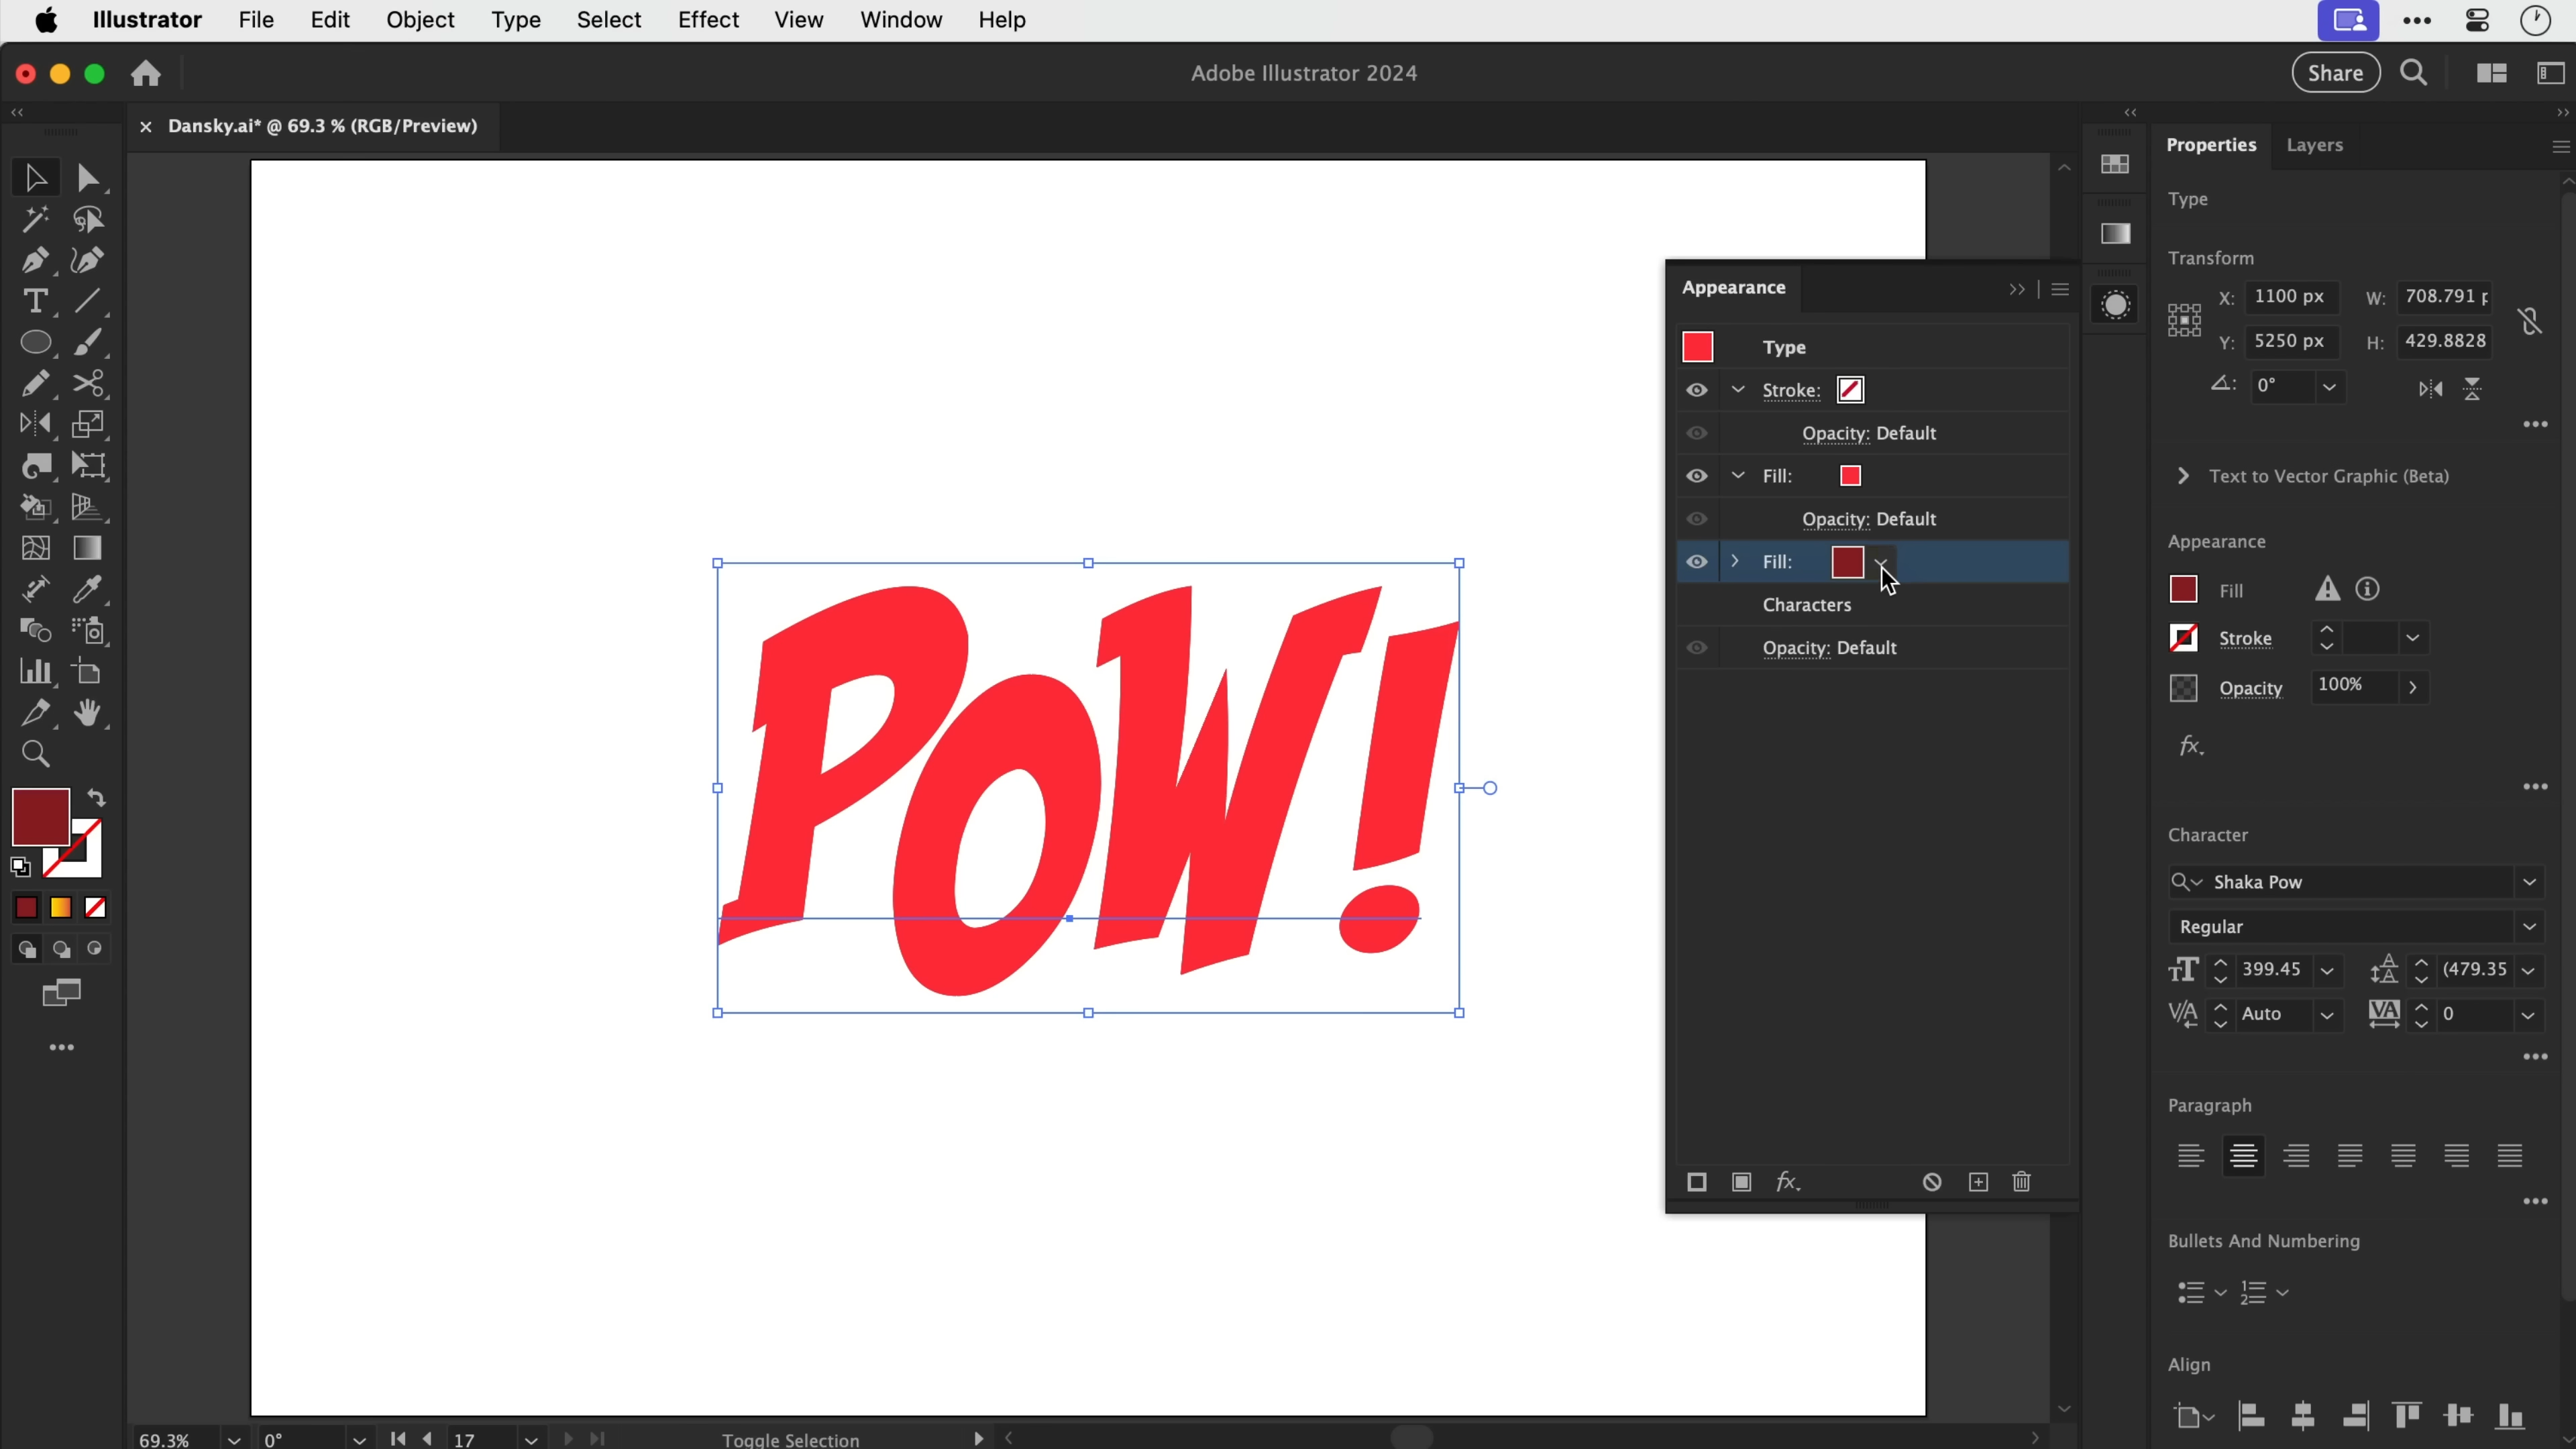 Illustrator File Edit Object Type Select Effect View Window Help
Adobe Illustrator 2024
Share
× Dansky.ai* @ 69.3 % (RGB/Preview)
POW!
Appearance
Type
Stroke:
Opacity: Default
Fill:
Opacity: Default
Fill:
Characters
Opacity: Default
fx
Properties Layers
Type
Transform
X: 1100 px W: 708.791 p
Y: 5250 px H: 429.8828
0°
Text to Vector Graphic (Beta)
Appearance
Fill
Stroke
Opacity 100%
fx
Character
Shaka Pow
Regular
399.45 (479.35
Auto 0
Paragraph
Bullets And Numbering
Align
69.3% 0° 17 Toggle Selection